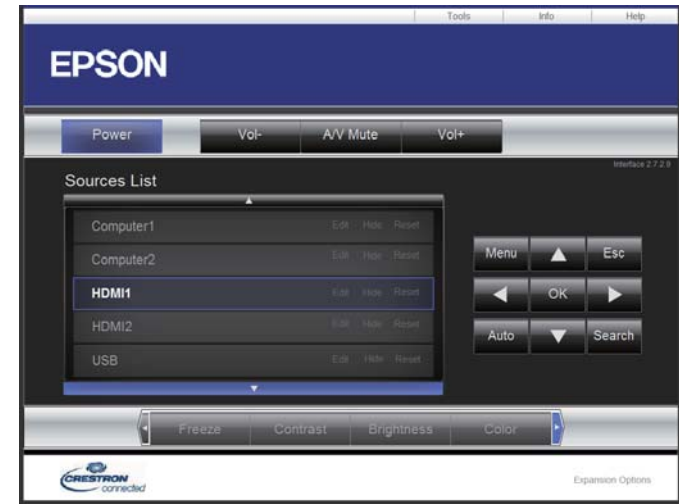 Tools Info Help
EPSON
Power Vol- A/V Mute Vol+
Interface 2.7.2.9
Sources List
Computer1 Edit Hide Reset
Computer2 Edit Hide Reset
HDMI1 Edit Hide Reset
HDMI2 Edit Hide Reset
USB Edit Hide Reset
Menu Esc
OK
Auto Search
Freeze Contrast Brightness Color
CRESTRON
connected
Expansion Options